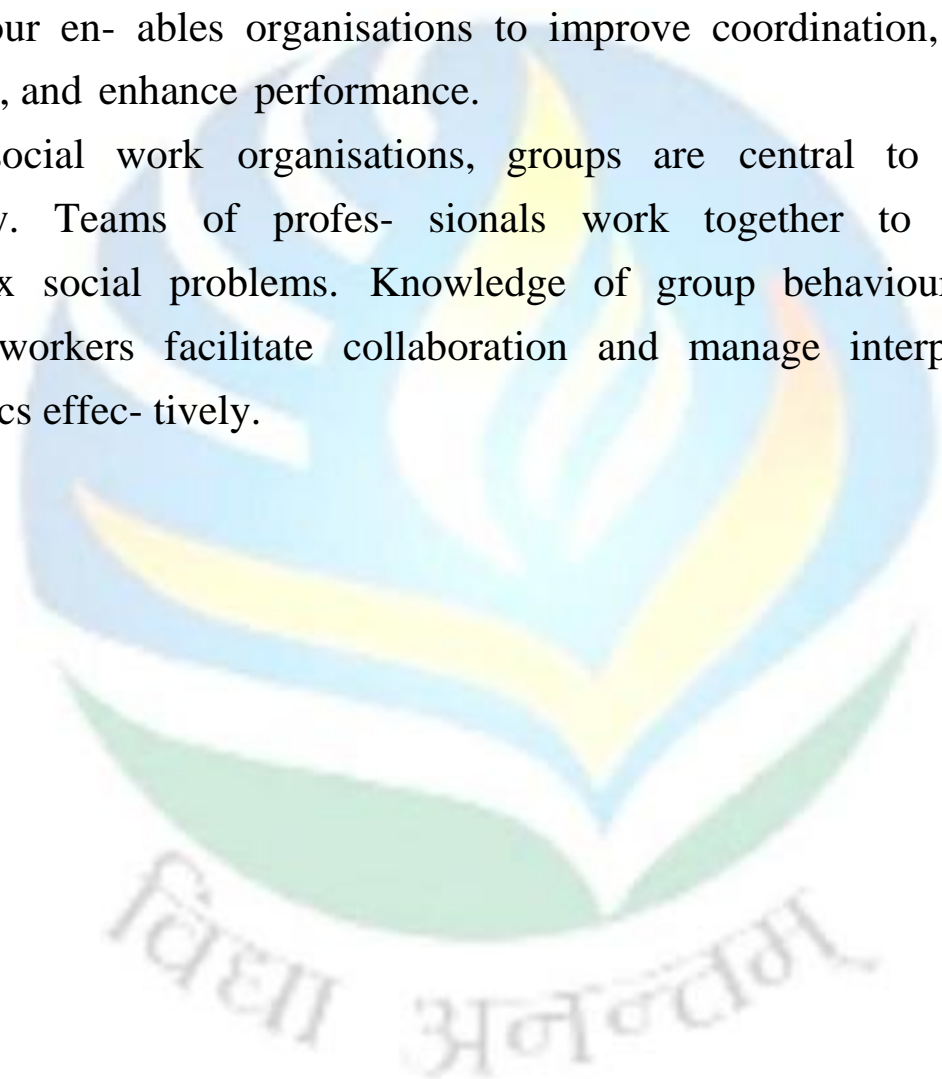 our en- ables organisations to improve coordination,
, and enhance performance.
social work organisations, groups are central to
y. Teams of profes- sionals work together to
x social problems. Knowledge of group behaviour
workers facilitate collaboration and manage interp
cs effec- tively.
विद्या अनन्तम्